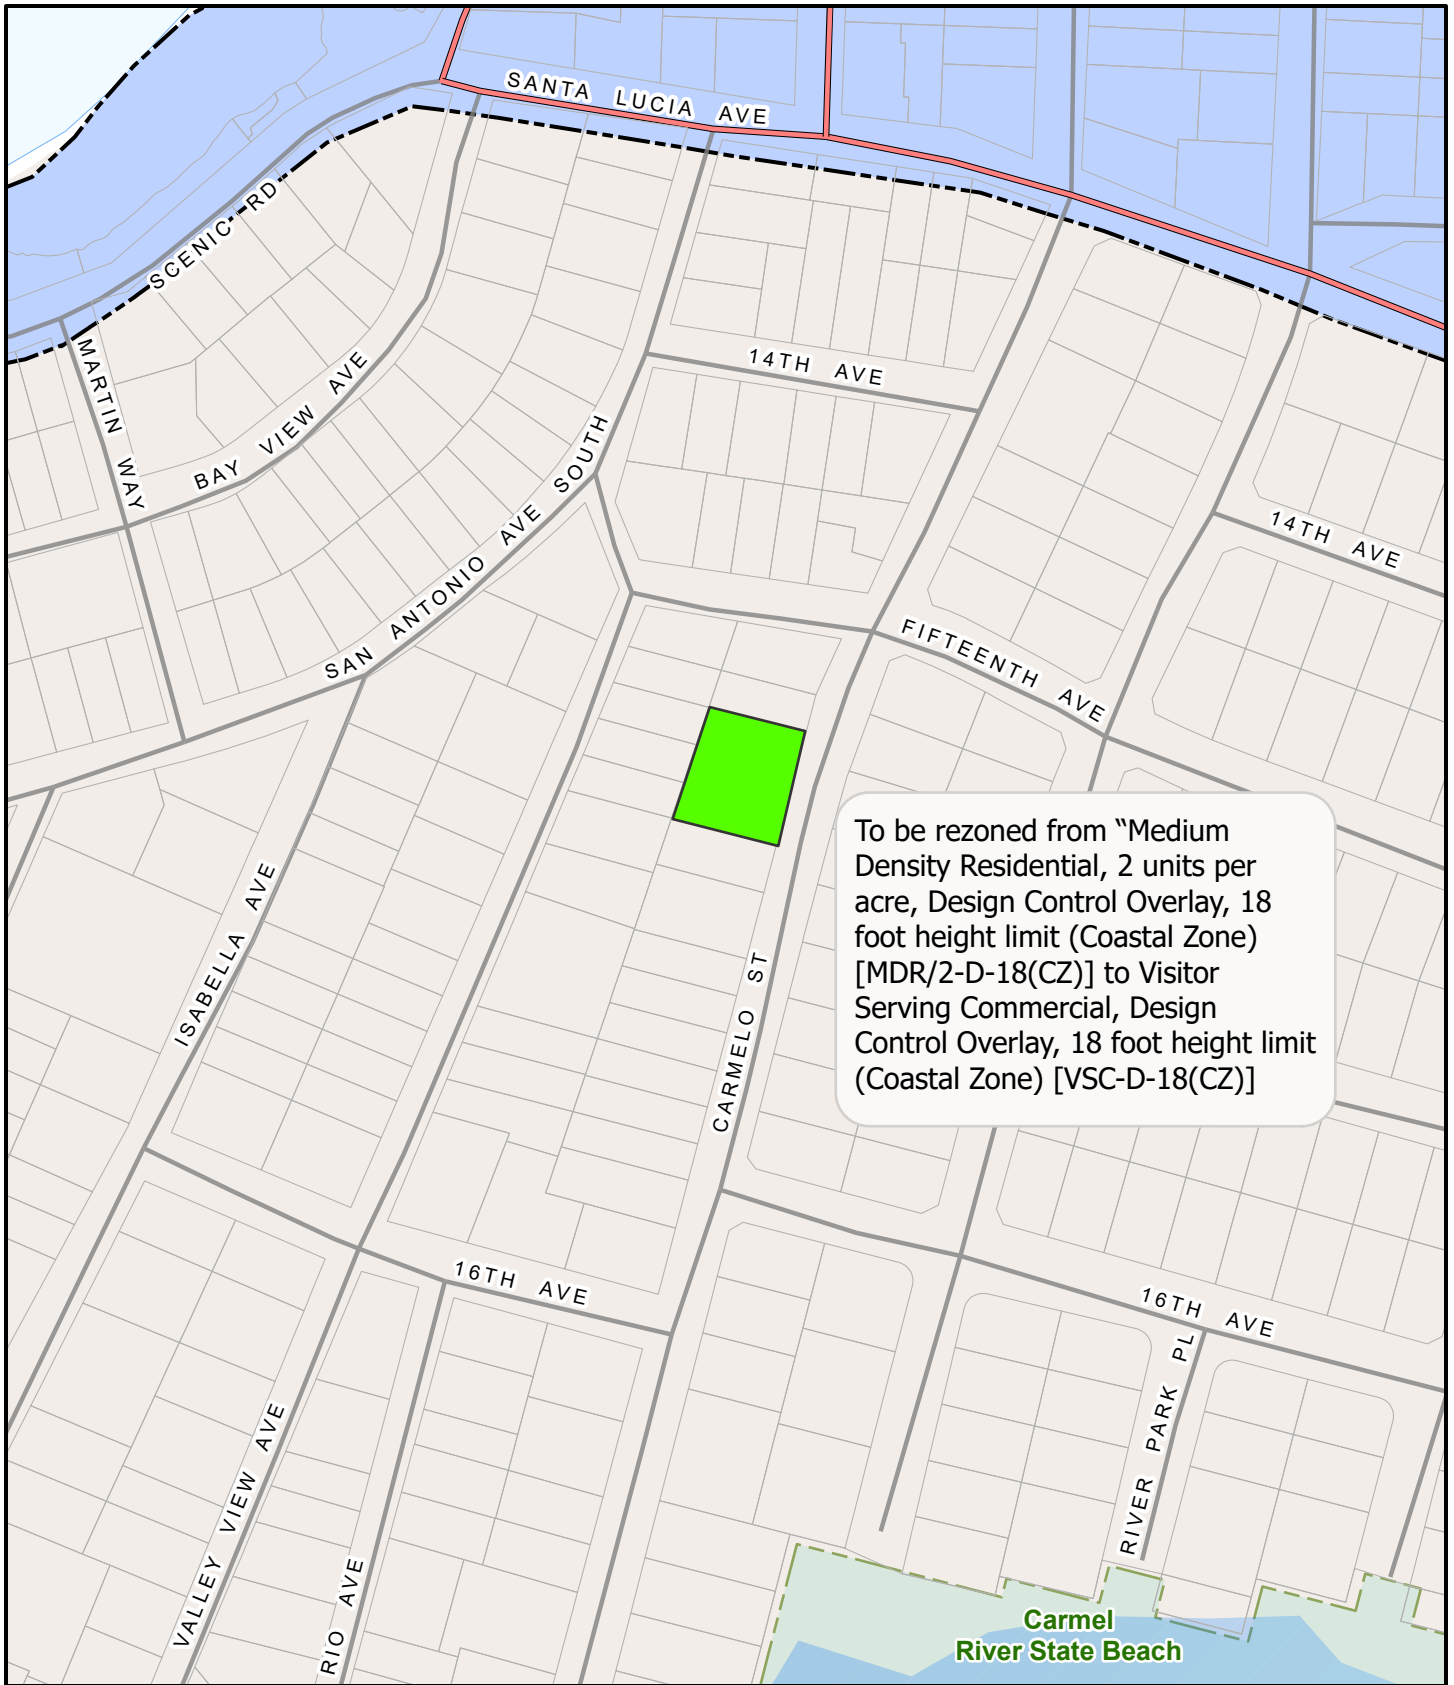 SANTA LUCIA AVE
SCENIC RD
MARTIN WAY
BAY VIEW AVE
14TH AVE
SAN ANTONIO AVE SOUTH
14TH AVE
FIFTEENTH AVE
To be rezoned from “Medium
Density Residential, 2 units per
acre, Design Control Overlay, 18
foot height limit (Coastal Zone)
[MDR/2-D-18(CZ)] to Visitor
Serving Commercial, Design
Control Overlay, 18 foot height limit
(Coastal Zone) [VSC-D-18(CZ)]
ISABELLA AVE
CARMELO ST
16TH AVE
16TH AVE
RIVER PARK PL
VALLEY VIEW AVE
RIO AVE
Carmel
River State Beach